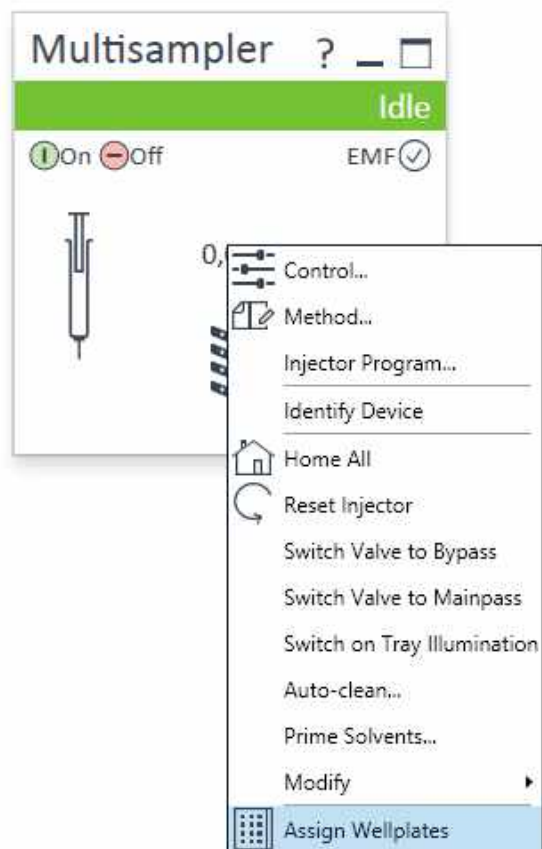 Multisampler ?
Idle
On Off EMF
0,
Control...
Method...
Injector Program...
Identify Device
Home All
Reset Injector
Switch Valve to Bypass
Switch Valve to Mainpass
Switch on Tray Illumination
Auto-clean...
Prime Solvents...
Modify
Assign Wellplates